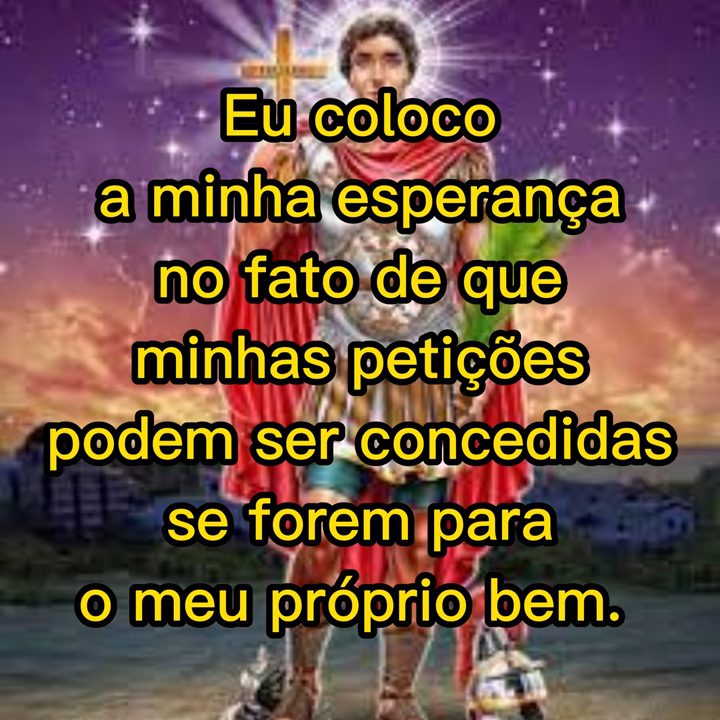 Eu coloco
a minha esperança
no fato de que
minhas petições
podem ser concedidas
se forem para
o meu próprio bem.